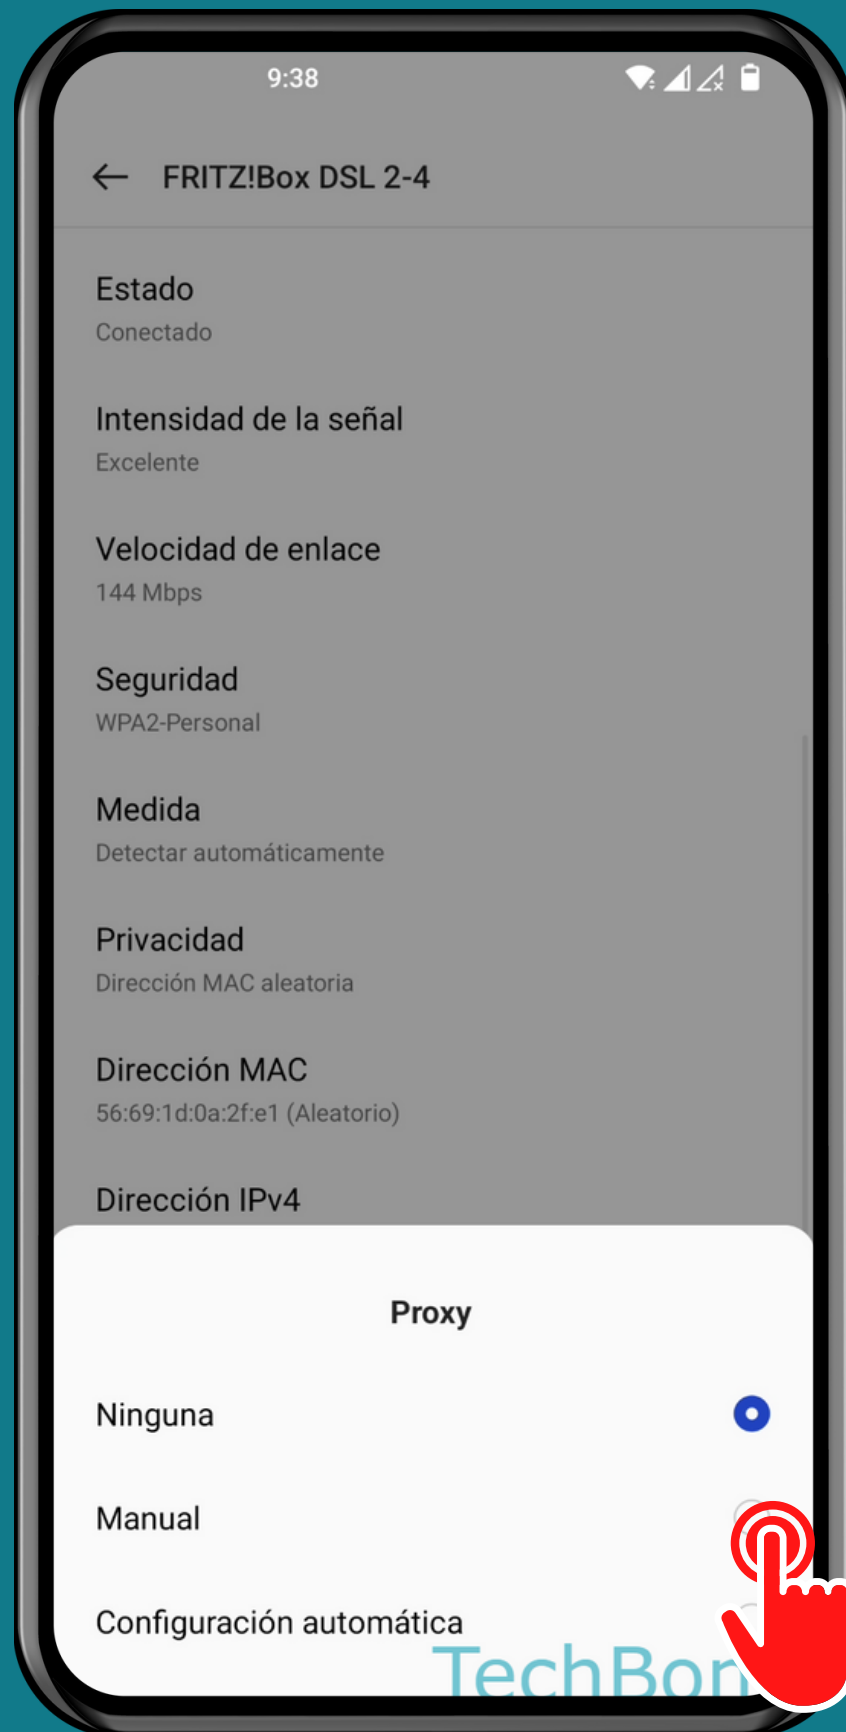 9:38
FRITZ!Box DSL 2-4
Estado
Conectado
Intensidad de la señal
Excelente
Velocidad de enlace
144 Mbps
Seguridad
WPA2-Personal
Medida
Detectar automáticamente
Privacidad
Dirección MAC aleatoria
Dirección MAC
56:69:1d:0a:2f:e1 (Aleatorio)
Dirección IPv4
Proxy
Ninguna
Manual
Configuración automática
TechBon